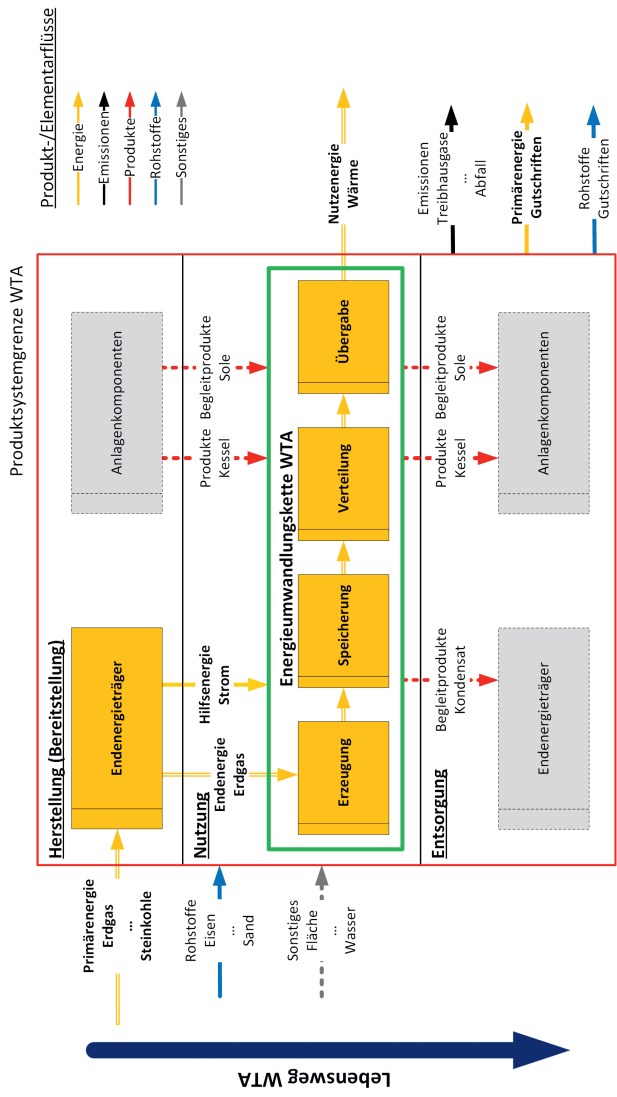 Lebensweg WTA
Produktsystemgrenze WTA
Primärenergie
Erdgas
...
Steinkohle
Rohstoffe
Eisen
...
Sand
Sonstiges
Fläche
...
Wasser
Herstellung (Bereitstellung)
Endenergieträger
Anlagenkomponenten
Nutzung
Endenergie
Erdgas
Hilfsenergie
Strom
Produkte
Kessel
Begleitprodukte
Sole
Energieumwandlungskette WTA
Erzeugung
Speicherung
Verteilung
Übergabe
Entsorgung
Begleitprodukte
Kondensat
Produkte
Kessel
Begleitprodukte
Sole
Endenergieträger
Anlagenkomponenten
Produkt-/Elementarflüsse
Energie
Emissionen
Produkte
Rohstoffe
Sonstiges
Nutzenergie
Wärme
Emissionen
Treibhausgase
...
Abfall
Primärenergie
Gutschriften
Rohstoffe
Gutschriften